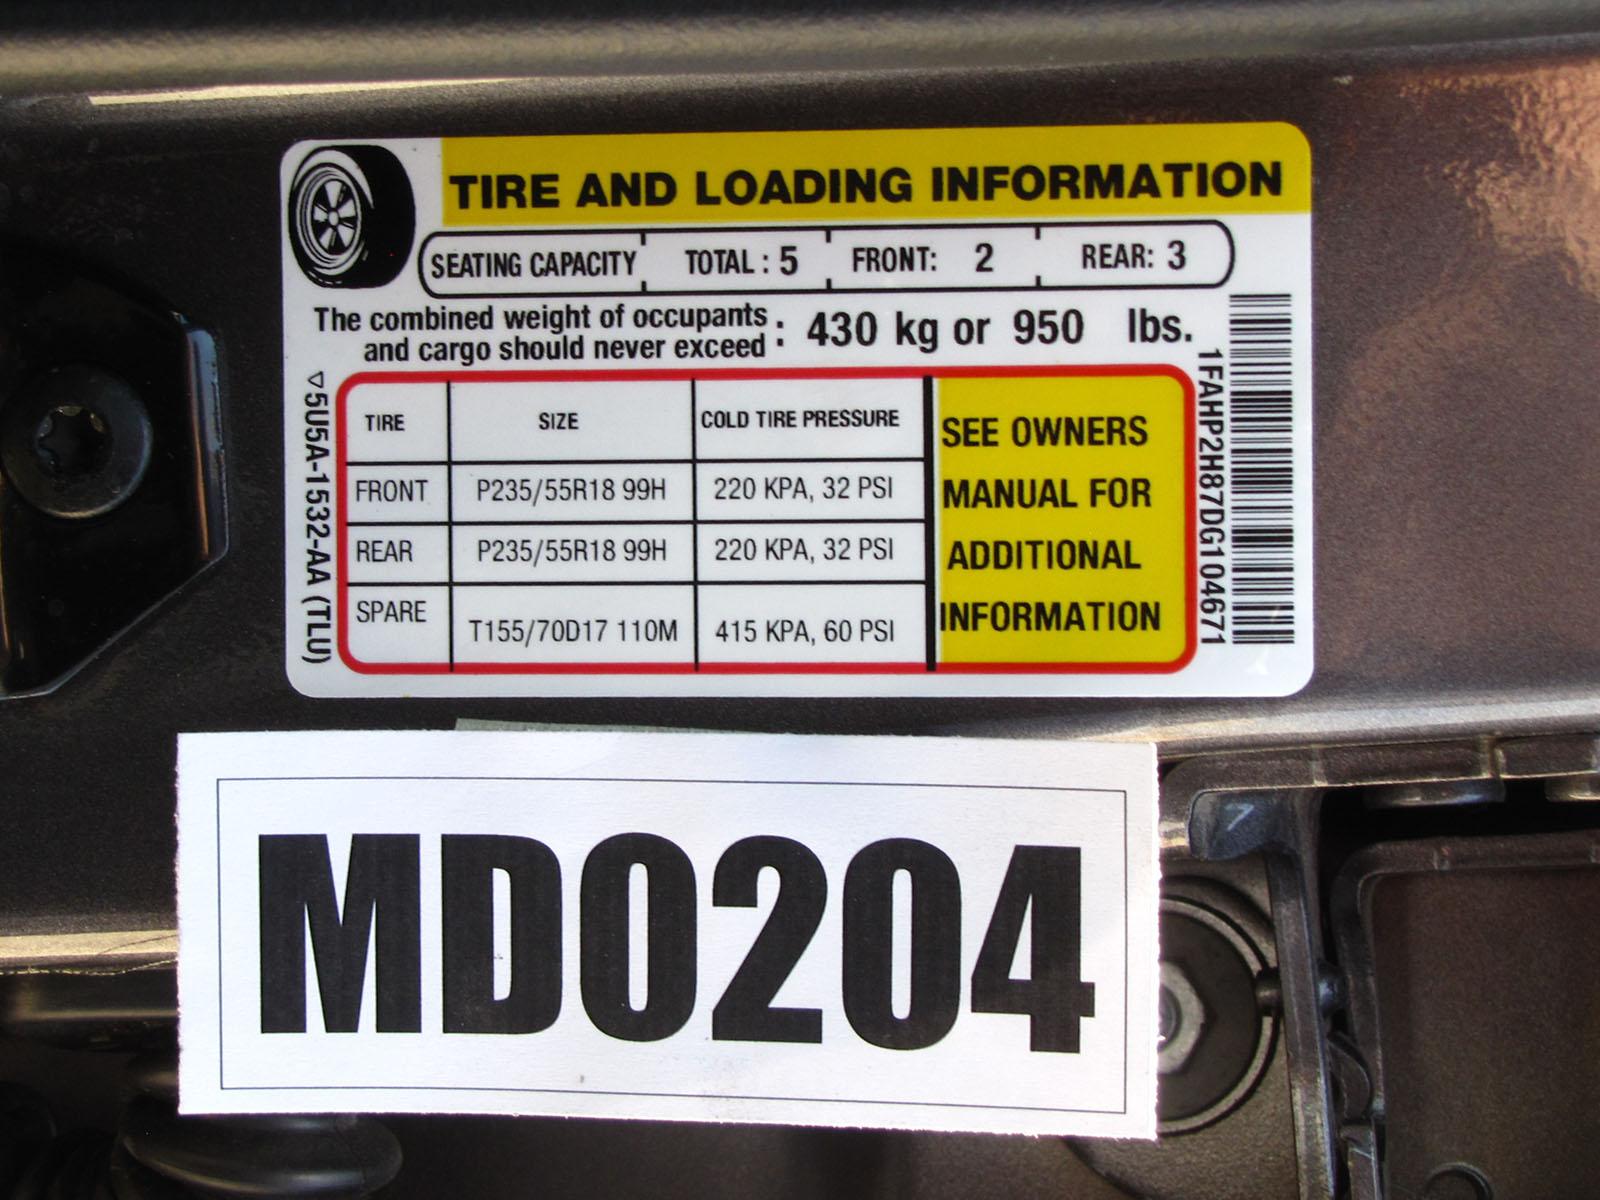 TIRE AND LOADING INFORMATION
SEATING CAPACITY TOTAL : 5 FRONT: 2 REAR: 3
The combined weight of occupants
and cargo should never exceed : 430 kg or 950 lbs.
TIRE SIZE COLD TIRE PRESSURE
FRONT P235/55R18 99H 220 KPA, 32 PSI
REAR P235/55R18 99H 220 KPA, 32 PSI
SPARE T155/70D17 110M 415 KPA, 60 PSI
SEE OWNERS
MANUAL FOR
ADDITIONAL
INFORMATION
5U5A-1532-AA (TLU)
1FAHP2H87DG104671
MD0204
7